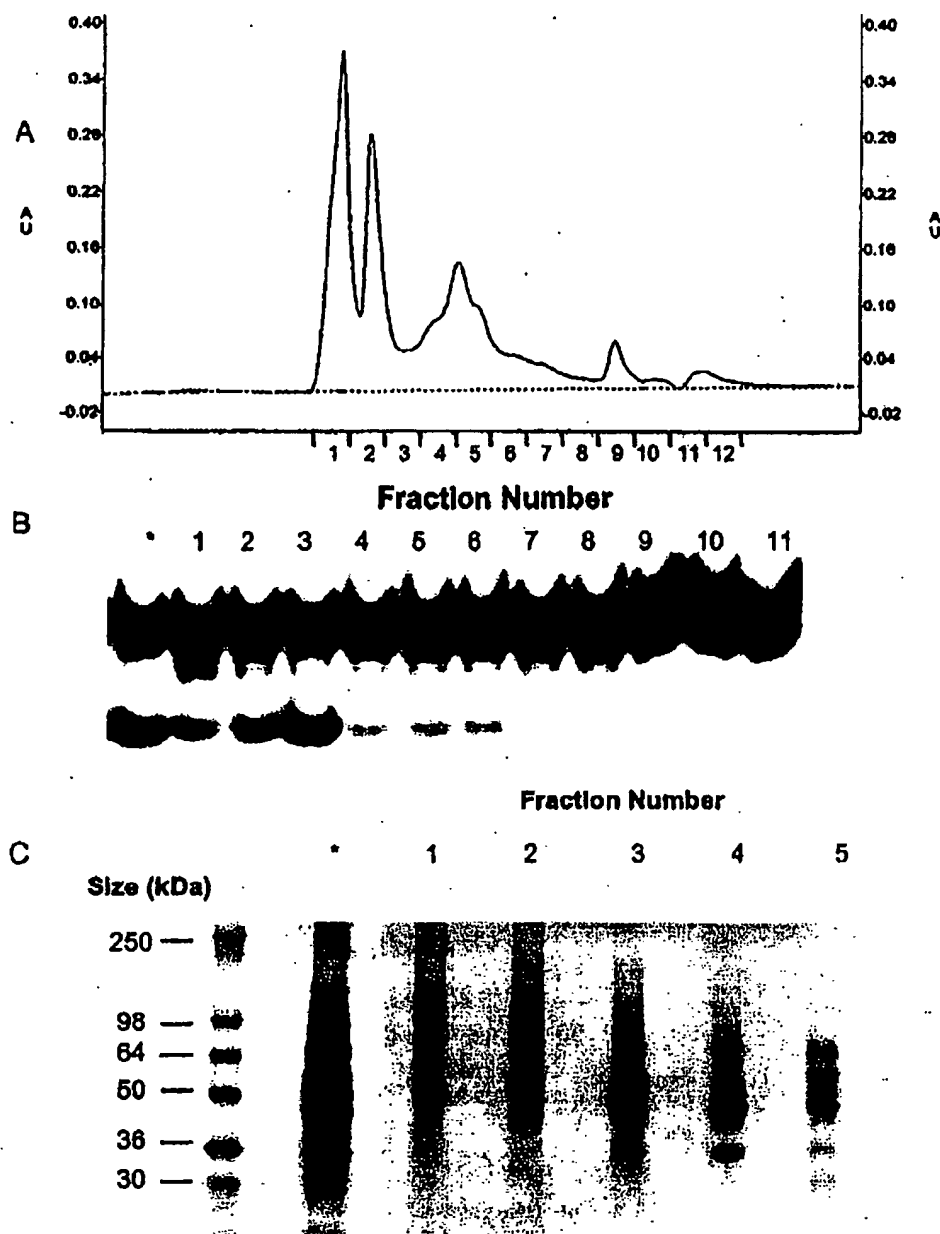 0.40 0.40
0.34 0.34
A
0.28 0.28
0.22 0.22
AU AU
0.16 0.16
0.10 0.10
0.04 0.04
-0.02 -0.02
1 2 3 4 5 6 7 8 9 10 11 12
Fraction Number
B
* 1 2 3 4 5 6 7 8 9 10 11
Fraction Number
C
* 1 2 3 4 5
Size (kDa)
250
98
64
50
36
30